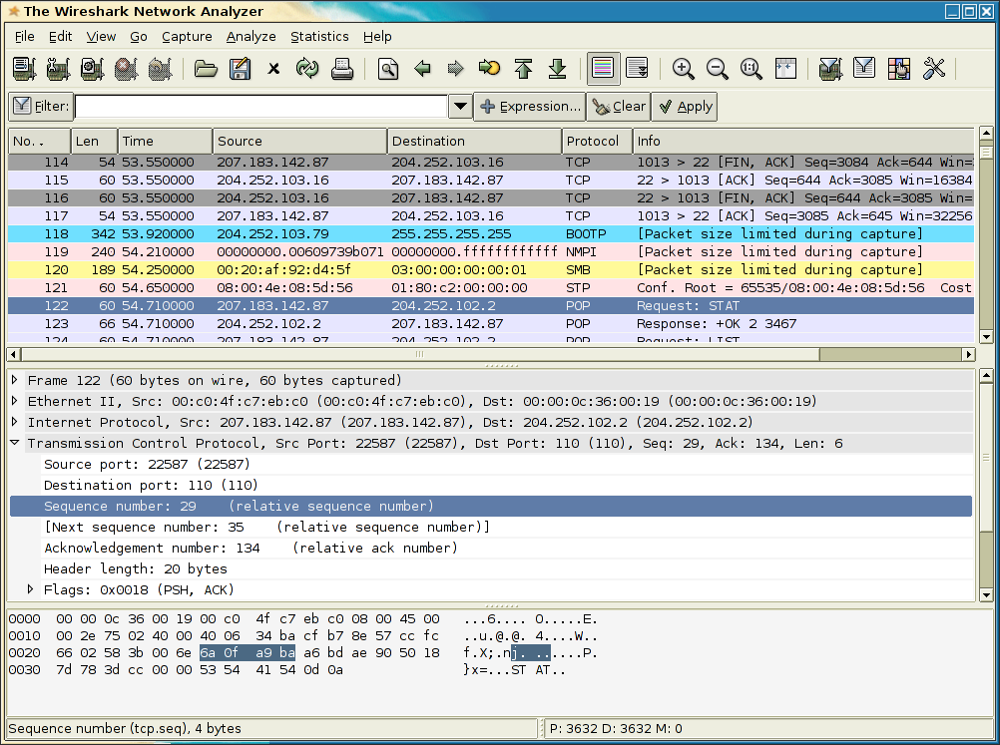 The Wireshark Network Analyzer
File Edit View Go Capture Analyze Statistics Help
Filter: Expression... Clear Apply
No. . Len Time Source Destination Protocol Info
114 54 53.550000 207.183.142.87 204.252.103.16 TCP 1013 > 22 [FIN, ACK] Seq=3084 Ack=644 Win=
115 60 53.550000 204.252.103.16 207.183.142.87 TCP 22 > 1013 [ACK] Seq=644 Ack=3085 Win=16384
116 60 53.550000 204.252.103.16 207.183.142.87 TCP 22 > 1013 [FIN, ACK] Seq=644 Ack=3085 Win=
117 54 53.550000 207.183.142.87 204.252.103.16 TCP 1013 > 22 [ACK] Seq=3085 Ack=645 Win=32256
118 342 53.920000 204.252.103.79 255.255.255.255 BOOTP [Packet size limited during capture]
119 240 54.210000 00000000.00609739b071 00000000.ffffffffffff NMPI [Packet size limited during capture]
120 189 54.250000 00:20:af:92:d4:5f 03:00:00:00:00:01 SMB [Packet size limited during capture]
121 60 54.650000 08:00:4e:08:5d:56 01:80:c2:00:00:00 STP Conf. Root = 65535/08:00:4e:08:5d:56 Cost
122 60 54.710000 207.183.142.87 204.252.102.2 POP Request: STAT
123 66 54.710000 204.252.102.2 207.183.142.87 POP Response: +OK 2 3467
124 60 54.710000 207.183.142.87 204.252.102.2 POP Request: LIST
Frame 122 (60 bytes on wire, 60 bytes captured)
Ethernet II, Src: 00:c0:4f:c7:eb:c0 (00:c0:4f:c7:eb:c0), Dst: 00:00:0c:36:00:19 (00:00:0c:36:00:19)
Internet Protocol, Src: 207.183.142.87 (207.183.142.87), Dst: 204.252.102.2 (204.252.102.2)
Transmission Control Protocol, Src Port: 22587 (22587), Dst Port: 110 (110), Seq: 29, Ack: 134, Len: 6
Source port: 22587 (22587)
Destination port: 110 (110)
Sequence number: 29 (relative sequence number)
[Next sequence number: 35 (relative sequence number)]
Acknowledgement number: 134 (relative ack number)
Header length: 20 bytes
Flags: 0x0018 (PSH, ACK)
0000 00 00 0c 36 00 19 00 c0 4f c7 eb c0 08 00 45 00 ...6.... O.....E.
0010 00 2e 75 02 40 00 40 06 34 ba cf b7 8e 57 cc fc ..u.@.@. 4....W..
0020 66 02 58 3b 00 6e 6a 0f a9 ba a6 bd ae 90 50 18 f.X;.nj. ......P.
0030 7d 78 3d cc 00 00 53 54 41 54 0d 0a }x=...ST AT..
Sequence number (tcp.seq), 4 bytes P: 3632 D: 3632 M: 0